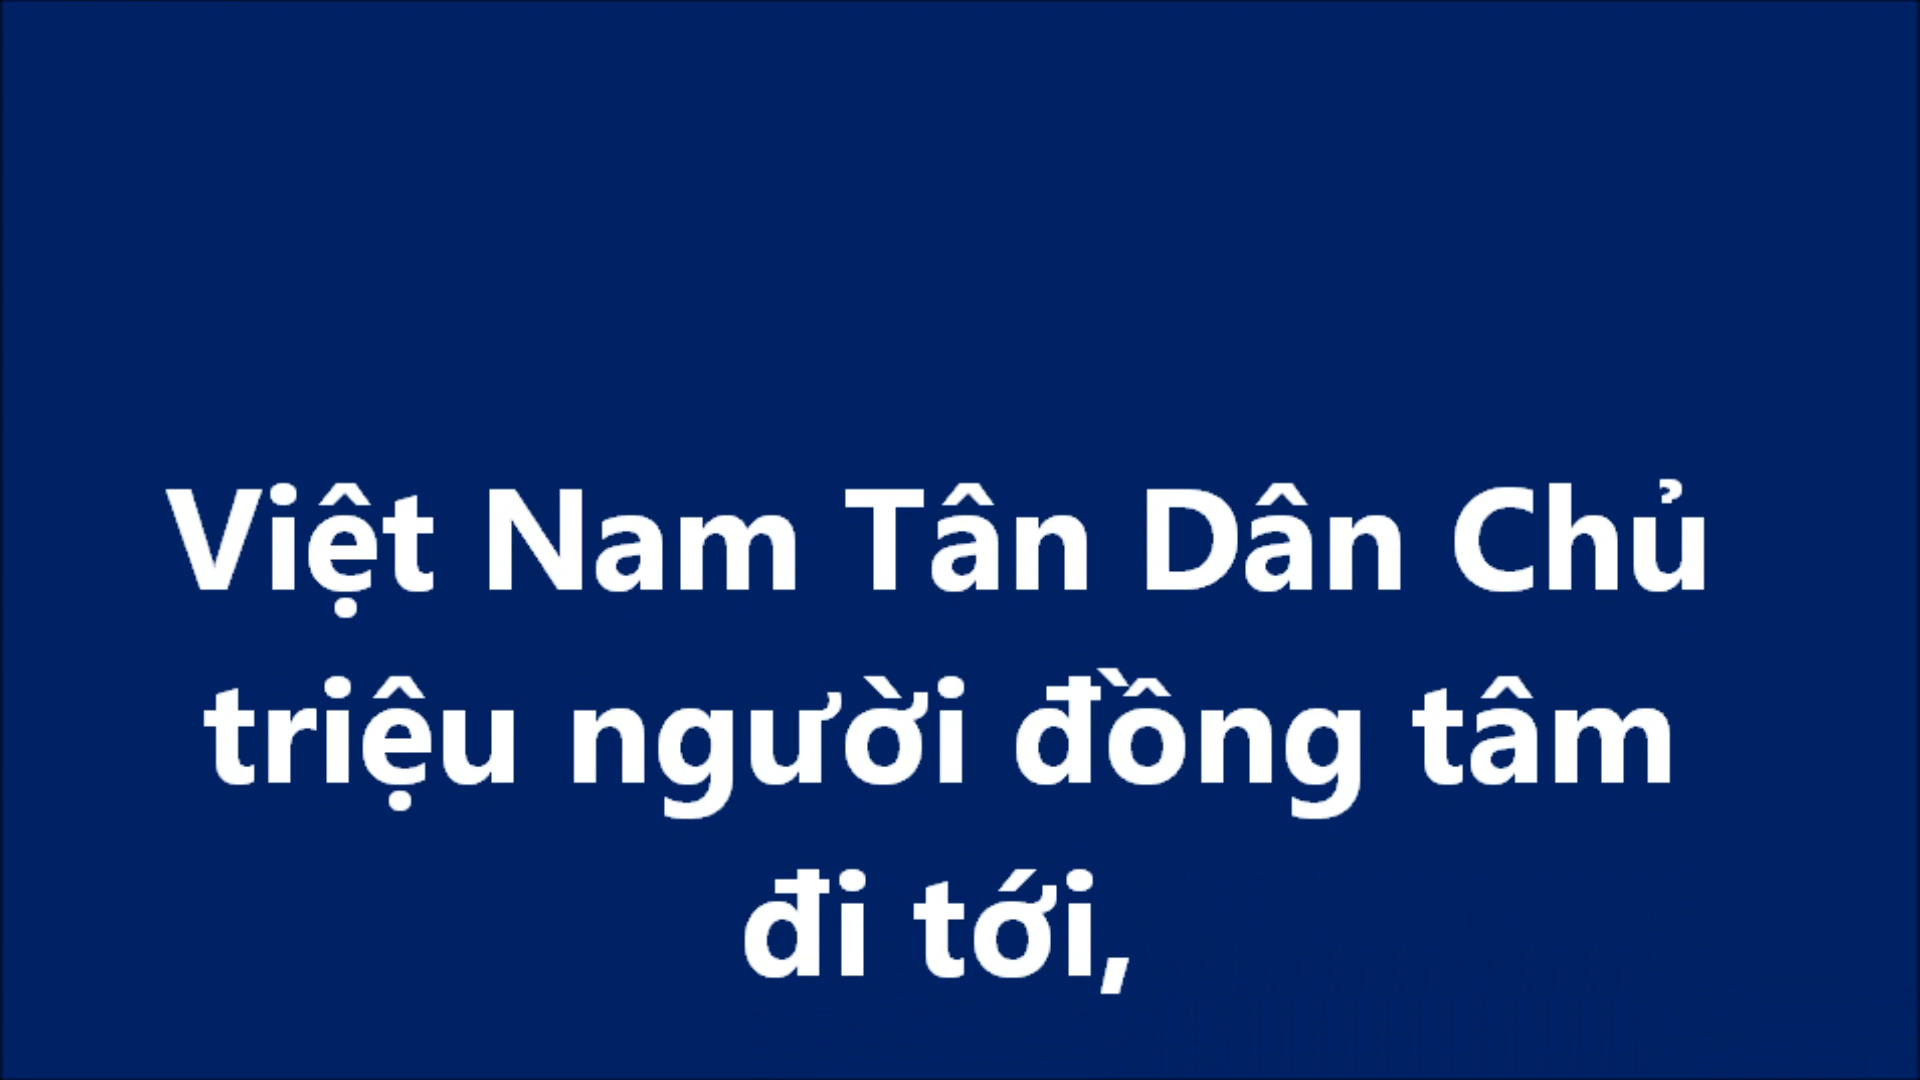 Việt Nam Tân Dân Chủ
triệu người đồng tâm
đi tới,